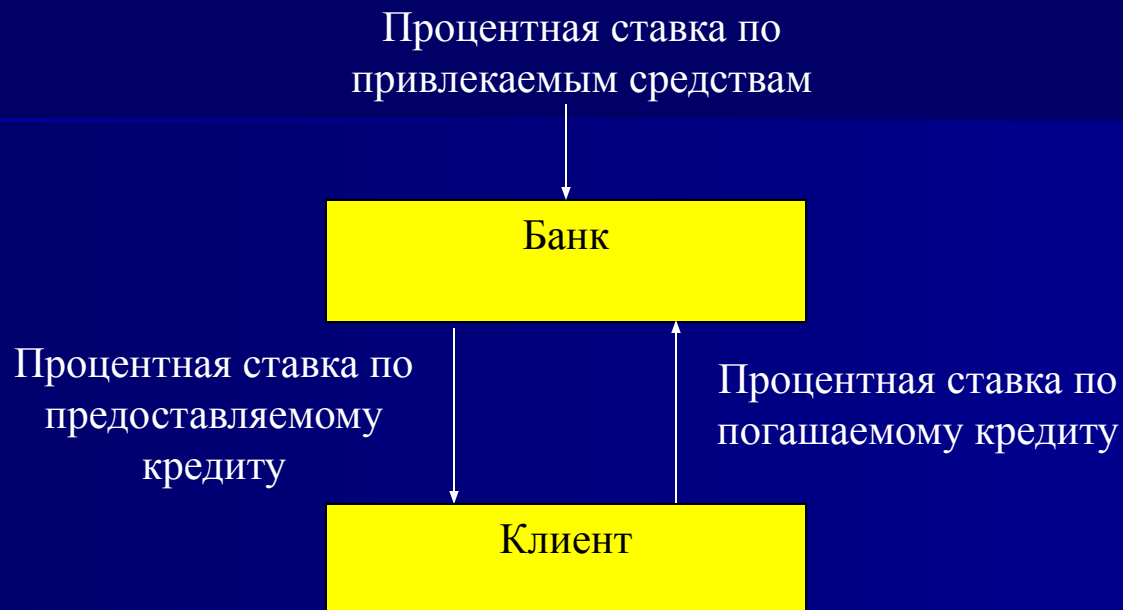 Процентная ставка по
привлекаемым средствам
Банк
Процентная ставка по
предоставляемому
кредиту
Процентная ставка по
погашаемому кредиту
Клиент